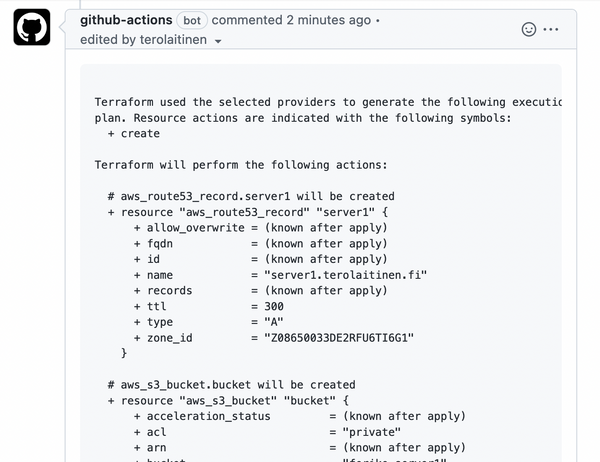 github-actions bot commented 2 minutes ago •
edited by terolaitinen
Terraform used the selected providers to generate the following
plan. Resource actions are indicated with the following symbols:
+ create
Terraform will perform the following actions:
# aws_route53_record.server1 will be created
+ resource "aws_route53_record" "server1" {
+ allow_overwrite = (known after apply)
+ fqdn = (known after apply)
+ id = (known after apply)
+ name = "server1.terolaitinen.fi"
+ records = (known after apply)
+ ttl = 300
+ type = "A"
+ zone_id = "Z08650033DE2RFU6TI6G1"
}
# aws_s3_bucket.bucket will be created
+ resource "aws_s3_bucket" "bucket" {
+ acceleration_status = (known after apply)
+ acl = "private"
+ arn = (known after apply)